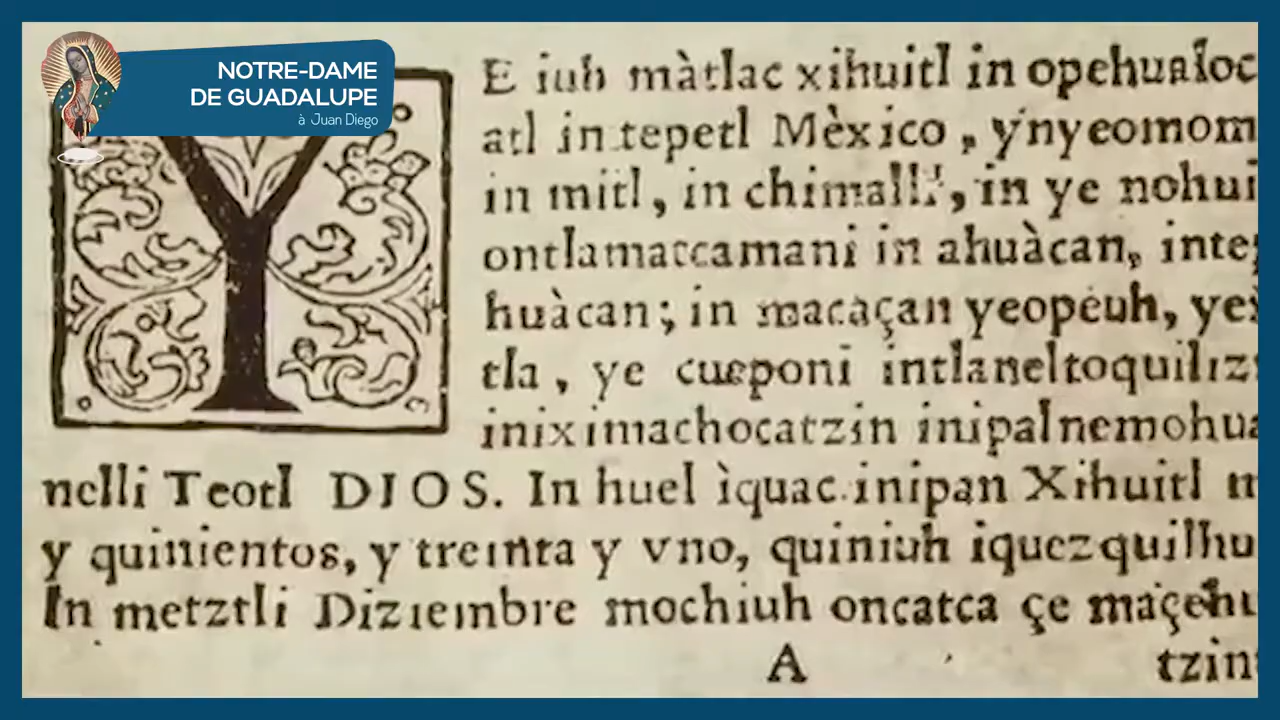 NOTRE-DAME
DE GUADALUPE
à Juan Diego
YE iuh màtlac xihuitl in opehualoc
atl in tepetl Mèxico, ynyeomom
in mitl, in chimalli, in ye nohui
ontlamatcamani in ahuàcan, inte
huàcan; in macaçan yeopeuh, ye
tla, ye cueponi intlaneltoquiliz
iniximachocatzin inipalnemohua
nelli Teotl DIOS. In huel ìquac inipan Xihuitl m
y quinientos, y treinta y vno, quiniuh iquezquilhu
In metztli Diziembre mochiuh oncatca çe maçehu
A tzin